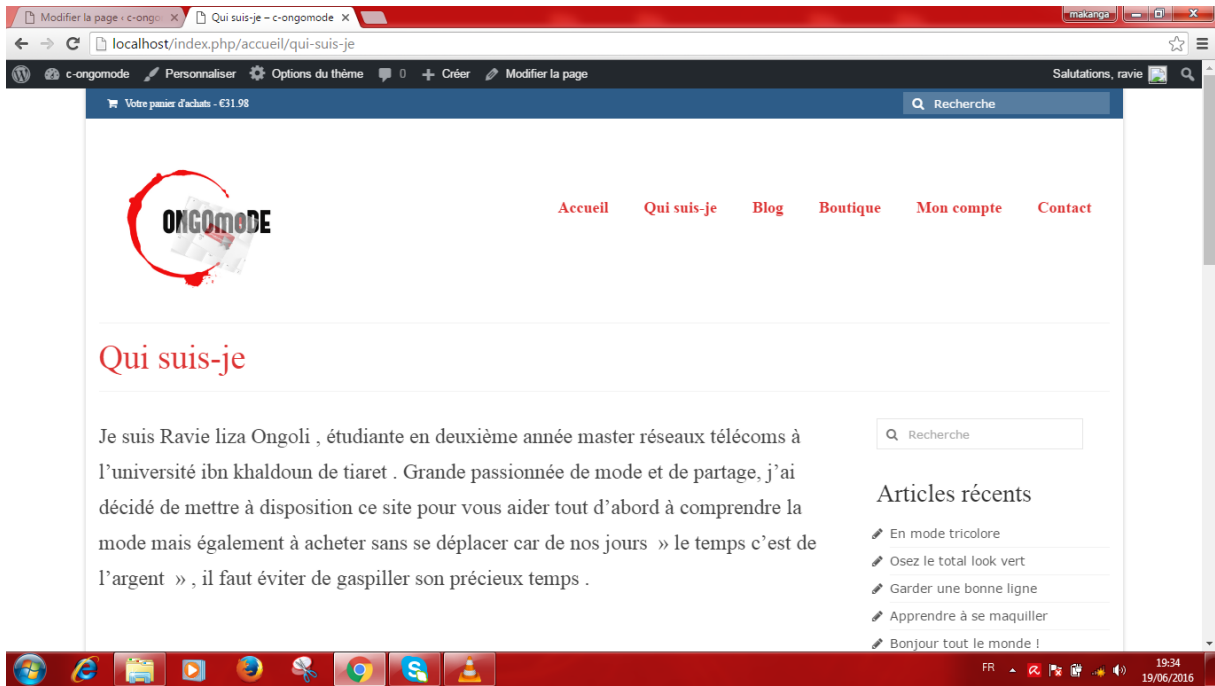 Modifier la page ‹ c-ongo
Qui suis-je – c-ongomode
makanga
localhost/index.php/accueil/qui-suis-je
c-ongomode
Personnaliser
Options du thème
0
Créer
Modifier la page
Salutations, ravie
Votre panier d'achats - €31.98
Recherche
ONGOmoDE
Accueil
Qui suis-je
Blog
Boutique
Mon compte
Contact
Qui suis-je
Je suis Ravie liza Ongoli , étudiante en deuxième année master réseaux télécoms à
l’université ibn khaldoun de tiaret . Grande passionnée de mode et de partage, j’ai
décidé de mettre à disposition ce site pour vous aider tout d’abord à comprendre la
mode mais également à acheter sans se déplacer car de nos jours  » le temps c’est de
l’argent  » , il faut éviter de gaspiller son précieux temps .
Recherche
Articles récents
En mode tricolore
Osez le total look vert
Garder une bonne ligne
Apprendre à se maquiller
Bonjour tout le monde !
FR
19:34
19/06/2016